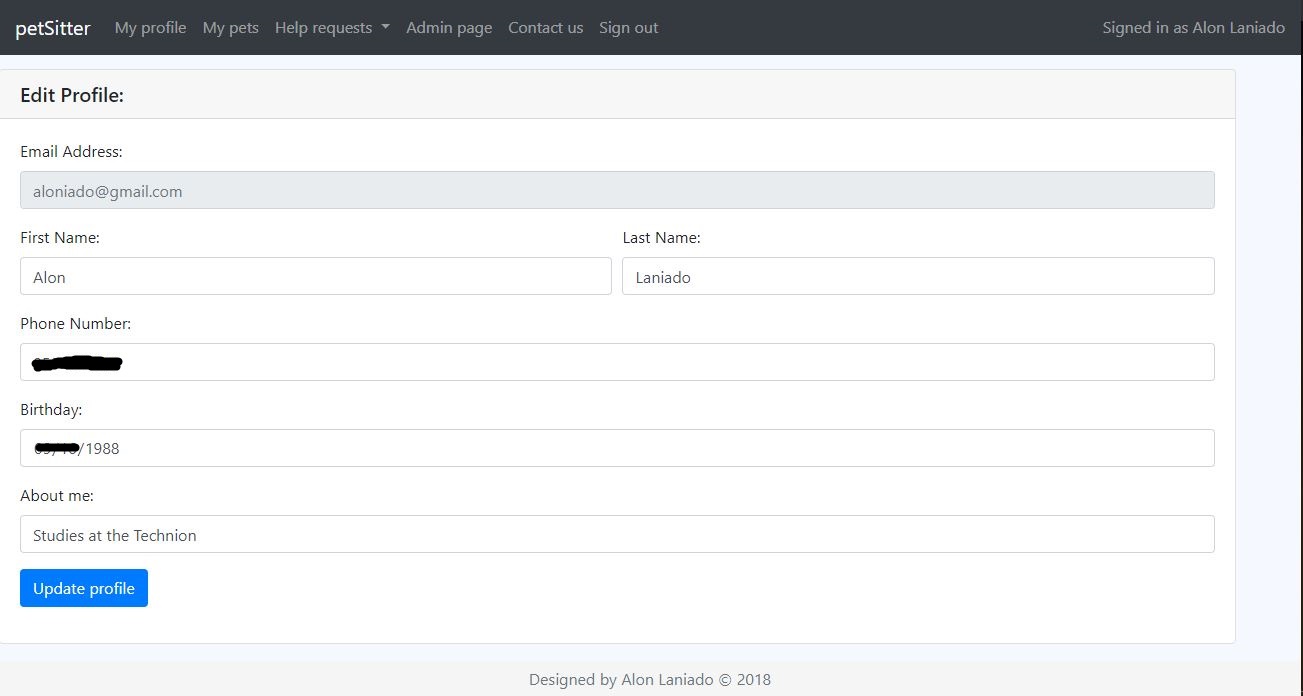 petSitter My profile My pets Help requests Admin page Contact us Sign out Signed in as Alon Laniado
Edit Profile:
Email Address:
aloniado@gmail.com
First Name: Last Name:
Alon Laniado
Phone Number:
Birthday:
/1988
About me:
Studies at the Technion
Update profile
Designed by Alon Laniado © 2018